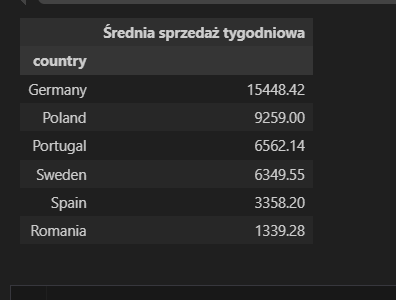 Średnia sprzedaż tygodniowa
country
Germany 15448.42
Poland 9259.00
Portugal 6562.14
Sweden 6349.55
Spain 3358.20
Romania 1339.28